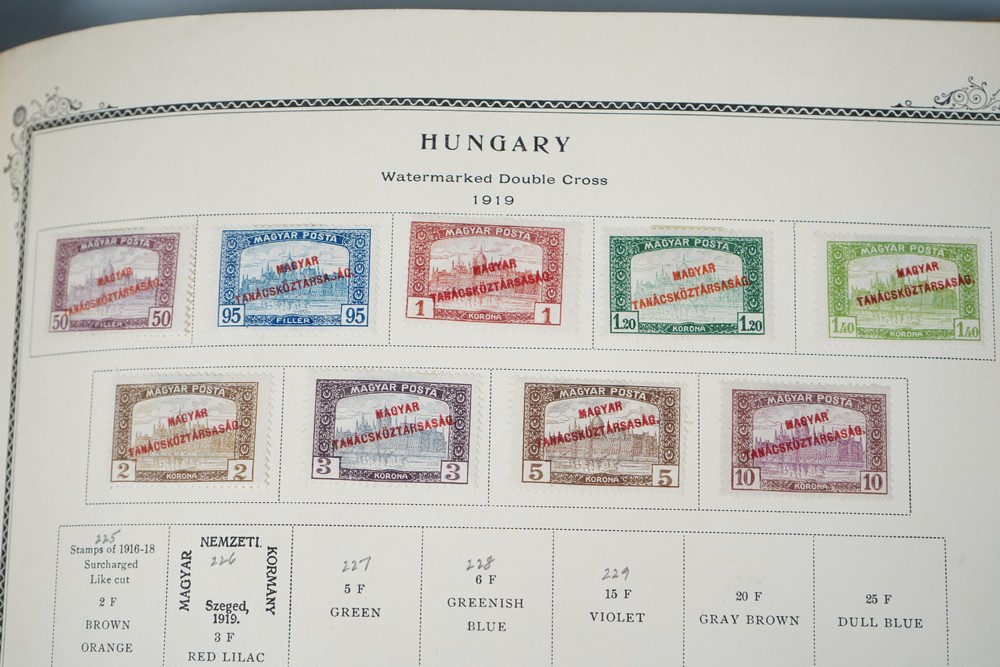 HUNGARY
Watermarked Double Cross
1919
MAGYAR POSTA
MAGYAR
TANÁCSKÖZTÁRSASÁG.
50 50
FILLÉR
MAGYAR POSTA
MAGYAR
TANÁCSKÖZTÁRSASÁG.
95 95
FILLÉR
MAGYAR POSTA
MAGYAR
TANÁCSKÖZTÁRSASÁG.
1 1
KORONA
MAGYAR POSTA
MAGYAR
TANÁCSKÖZTÁRSASÁG.
1.20 1.20
KORONA
MAGYAR POSTA
MAGYAR
TANÁCSKÖZTÁRSASÁG.
1.40 1.40
KORONA
MAGYAR POSTA
MAGYAR
TANÁCSKÖZTÁRSASÁG.
2 2
KORONA
MAGYAR POSTA
MAGYAR
TANÁCSKÖZTÁRSASÁG.
3 3
KORONA
MAGYAR POSTA
MAGYAR
TANÁCSKÖZTÁRSASÁG.
5 5
KORONA
MAGYAR POSTA
MAGYAR
TANÁCSKÖZTÁRSASÁG.
10 10
KORONA
225
Stamps of 1916-18
Surcharged
Like cut
2 F
BROWN
ORANGE
NEMZETI.
MAGYAR
KORMANY
226
Szeged,
1919.
3 F
RED LILAC
227
5 F
GREEN
228
6 F
GREENISH
BLUE
229
15 F
VIOLET
20 F
GRAY BROWN
25 F
DULL BLUE